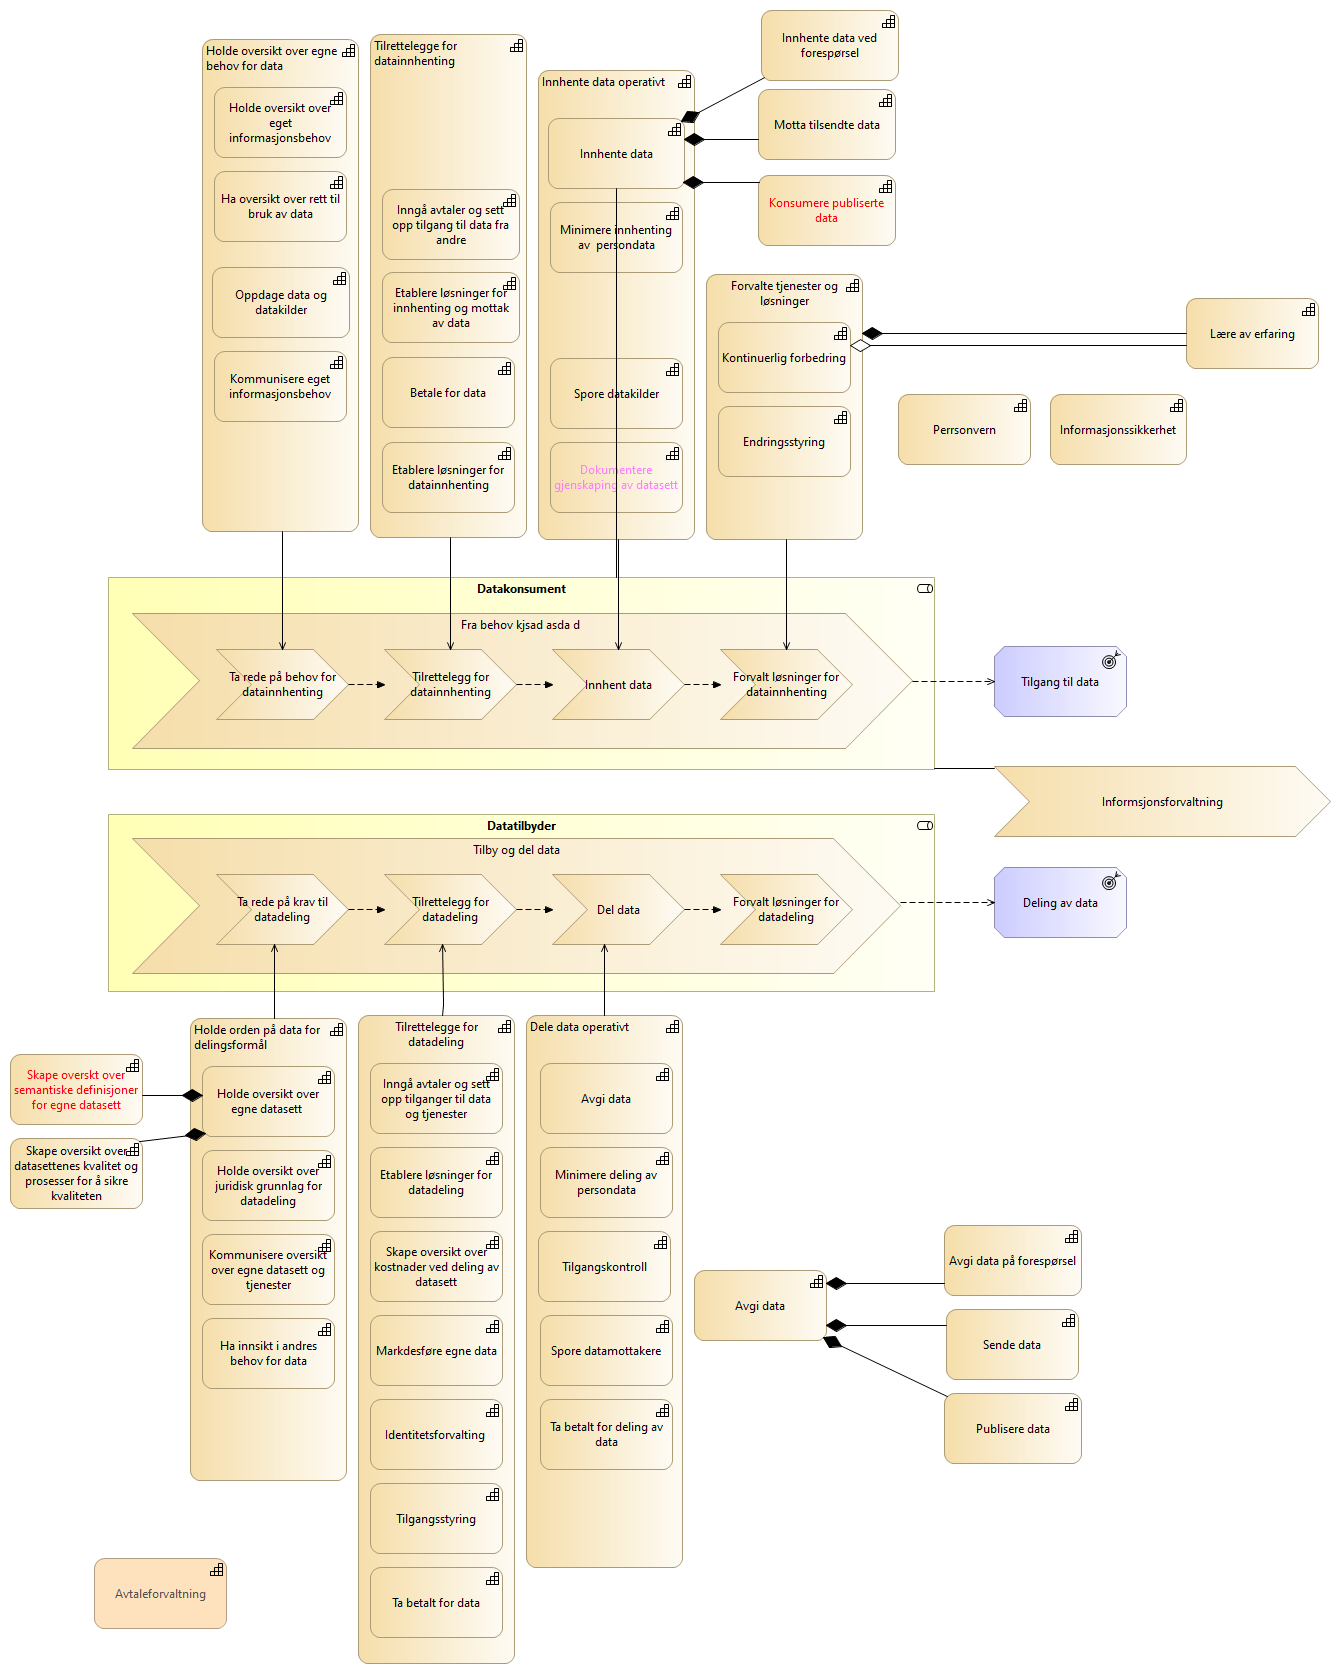 Holde oversikt over egne
behov for data
Holde oversikt over
eget
informasjonsbehov
Ha oversikt over rett til
bruk av data
Oppdage data og
datakilder
Kommunisere eget
informasjonsbehov
Tilrettelegge for
datainnhenting
Inngå avtaler og sett
opp tilgang til data fra
andre
Etablere løsninger for
innhenting og mottak
av data
Betale for data
Etablere løsninger for
datainnhenting
Innhente data operativt
Innhente data
Minimere innhenting
av  persondata
Spore datakilder
Dokumentere
gjenskaping av datasett
Innhente data ved
forespørsel
Motta tilsendte data
Konsumere publiserte
data
Forvalte tjenester og
løsninger
Kontinuerlig forbedring
Endringsstyring
Lære av erfaring
Perrsonvern
Informasjonssikkerhet
Datakonsument
Fra behov kjsad asda d
Ta rede på behov for
datainnhenting
Tilrettelegg for
datainnhenting
Innhent data
Forvalt løsninger for
datainnhenting
Tilgang til data
Informsjonsforvaltning
Datatilbyder
Tilby og del data
Ta rede på krav til
datadeling
Tilrettelegg for
datadeling
Del data
Forvalt løsninger for
datadeling
Deling av data
Holde orden på data for
delingsformål
Skape overskt over
semantiske definisjoner
for egne datasett
Skape oversikt over
datasettenes kvalitet og
prosesser for å sikre
kvaliteten
Holde oversikt over
egne datasett
Holde oversikt over
juridisk grunnlag for
datadeling
Kommunisere oversikt
over egne datasett og
tjenester
Ha innsikt i andres
behov for data
Tilrettelegge for
datadeling
Inngå avtaler og sett
opp tilganger til data
og tjenester
Etablere løsninger for
datadeling
Skape oversikt over
kostnader ved deling av
datasett
Markdesføre egne data
Identitetsforvalting
Tilgangsstyring
Ta betalt for data
Dele data operativt
Avgi data
Minimere deling av
persondata
Tilgangskontroll
Spore datamottakere
Ta betalt for deling av
data
Avgi data
Avgi data på forespørsel
Sende data
Publisere data
Avtaleforvaltning